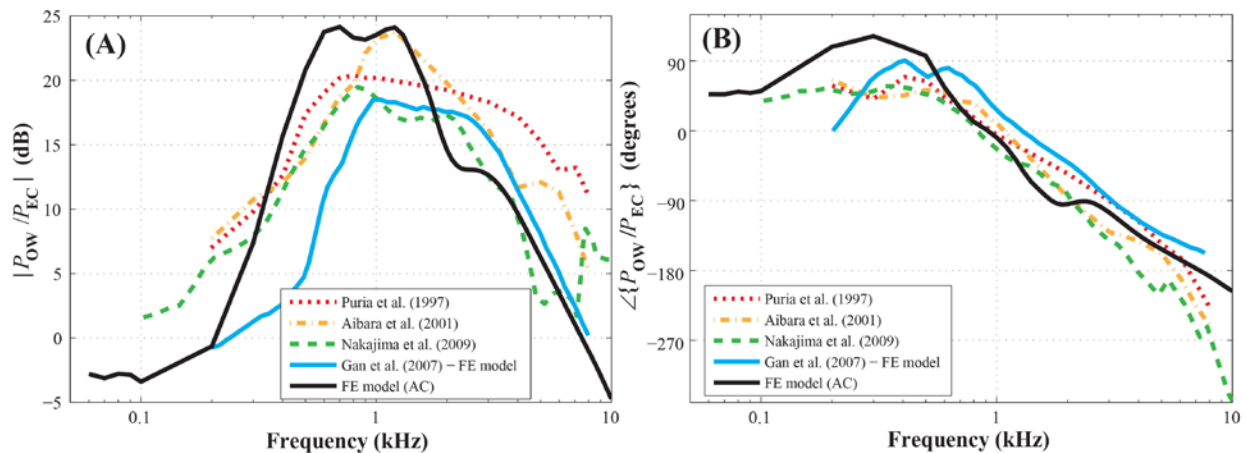 (A)
|P_OW /P_EC | (dB)
25
20
15
10
5
0
−5
0.1
1
10
Frequency (kHz)
Puria et al. (1997)
Aibara et al. (2001)
Nakajima et al. (2009)
Gan et al. (2007) − FE model
FE model (AC)
(B)
∠{P_OW /P_EC} (degrees)
90
0
−90
−180
−270
0.1
1
10
Frequency (kHz)
Puria et al. (1997)
Aibara et al. (2001)
Nakajima et al. (2009)
Gan et al. (2007) − FE model
FE model (AC)